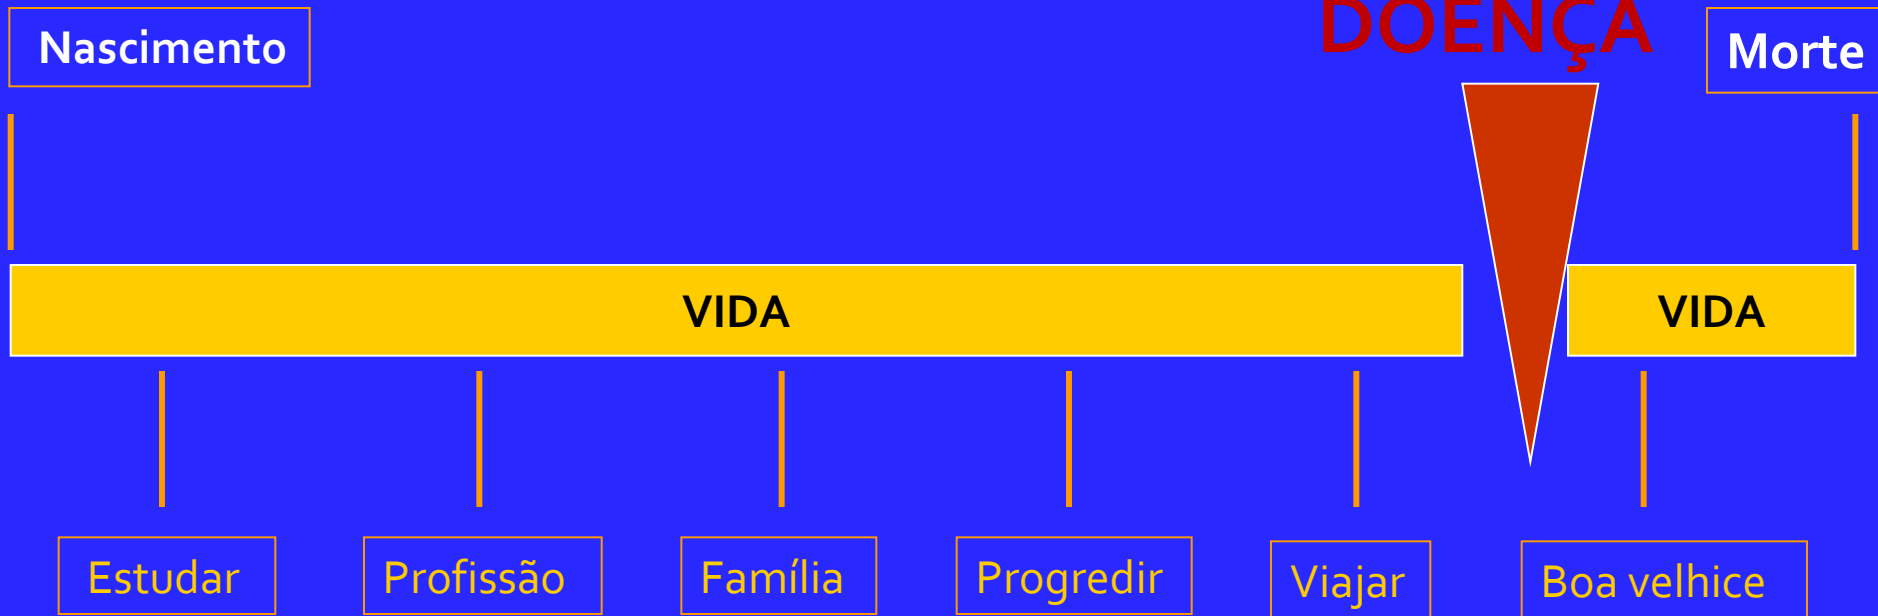 DOENÇA
Nascimento
Morte
VIDA
VIDA
Estudar
Profissão
Família
Progredir
Viajar
Boa velhice